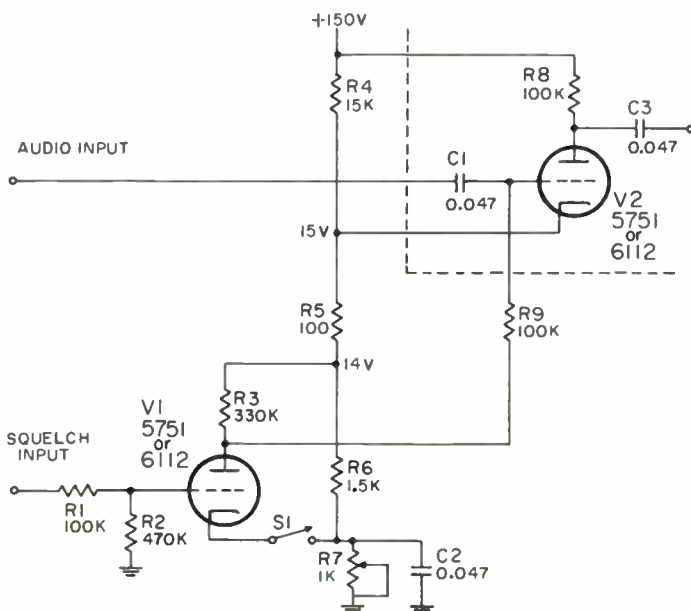 +150V
R4
15K
R8
100K
C3
0.047
AUDIO INPUT
C1
0.047
V2
5751
or
6112
15V
R5
100
R9
100K
14V
R3
330K
V1
5751
or
6112
SQUELCH
INPUT
R6
1.5K
R1
100K
R2
470K
S1
R7
1K
C2
0.047